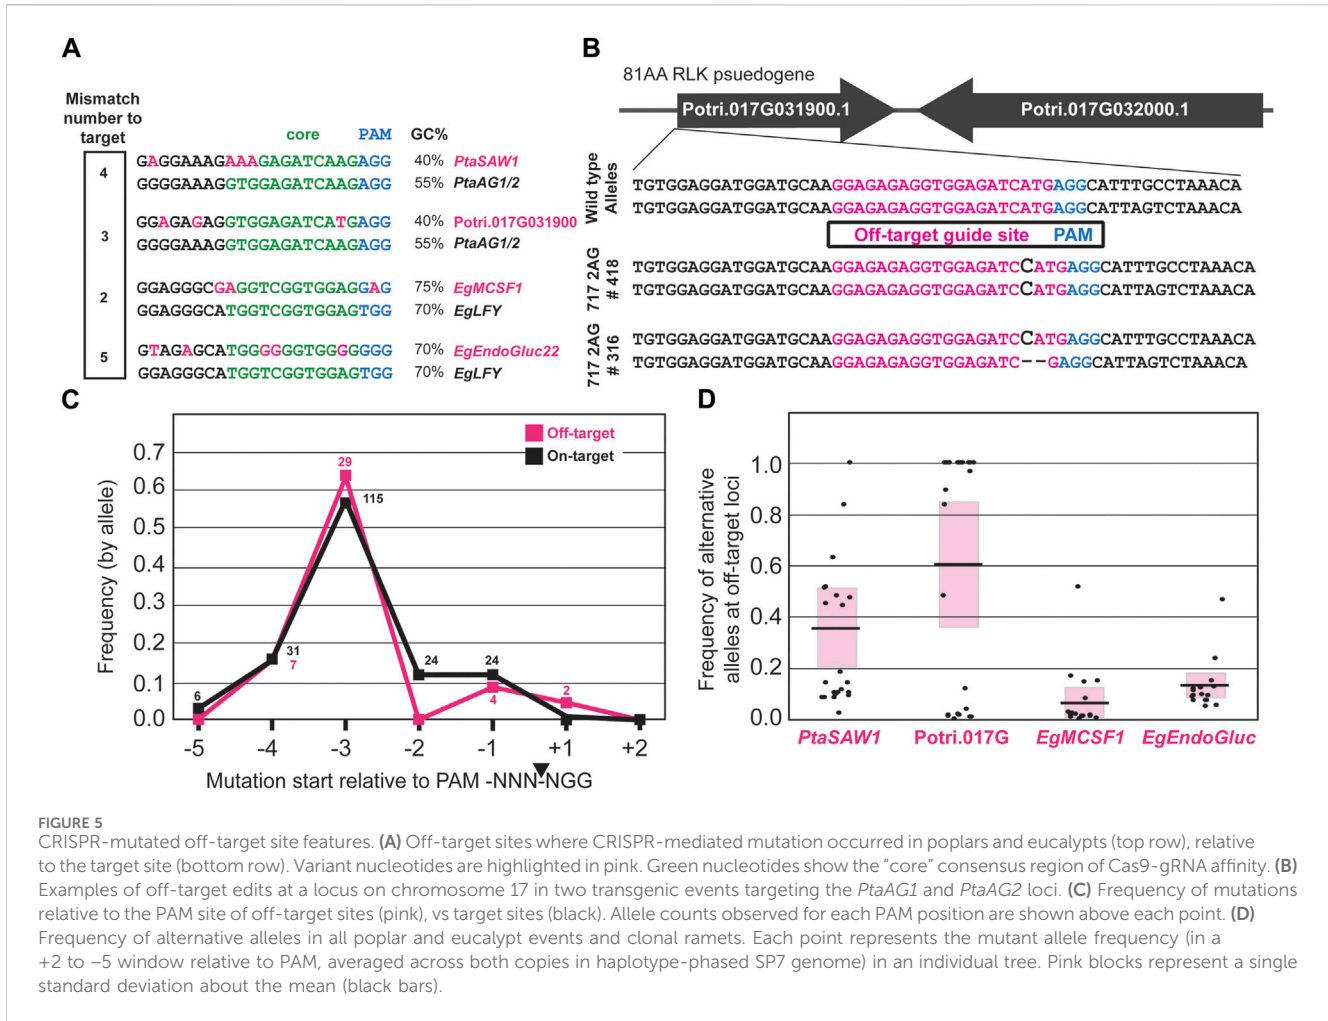 A
Mismatch
number to
target
core PAM GC%
4
GAGGAAAGAAAGAGATCAAGAGG 40% PtaSAW1
GGGGAAAGGTGGAGATCAAGAGG 55% PtaAG1/2
3
GGAGAGAGGTGGAGATCATGAGG 40% Potri.017G031900
GGGGAAAGGTGGAGATCAAGAGG 55% PtaAG1/2
2
GGAGGGCGAGGTCGGTGGAGGAG 75% EgMCSF1
GGAGGGCATGGTCGGTGGAGTGG 70% EgLFY
5
GTAGAGCATGGGGGGTGGGGGGG 70% EgEndoGluc22
GGAGGGCATGGTCGGTGGAGTGG 70% EgLFY
B
81AA RLK psuedogene
Potri.017G031900.1 Potri.017G032000.1
Wild type
Alleles
TGTGGAGGATGGATGCAAGGAGAGAGGTGGAGATCATGAGGCATTTGCCTAAACA
TGTGGAGGATGGATGCAAGGAGAGAGGTGGAGATCATGAGGCATTAGTCTAAACA
Off-target guide site PAM
717 2AG
# 418
TGTGGAGGATGGATGCAAGGAGAGAGGTGGAGATCCATGAGGCATTTGCCTAAACA
TGTGGAGGATGGATGCAAGGAGAGAGGTGGAGATCCATGAGGCATTAGTCTAAACA
717 2AG
# 316
TGTGGAGGATGGATGCAAGGAGAGAGGTGGAGATCCATGAGGCATTTGCCTAAACA
TGTGGAGGATGGATGCAAGGAGAGAGGTGGAGATC--GAGGCATTAGTCTAAACA
C
Frequency (by allele)
0.7
0.6
0.5
0.4
0.3
0.2
0.1
0.0
Off-target
On-target
6
31
7
29
115
24
24
4
2
-5 -4 -3 -2 -1 +1 +2
Mutation start relative to PAM -NNN-NGG
D
Frequency of alternative
alleles at off-target loci
1.0
0.8
0.6
0.4
0.2
0.0
PtaSAW1 Potri.017G EgMCSF1 EgEndoGluc
FIGURE 5
CRISPR-mutated off-target site features. (A) Off-target sites where CRISPR-mediated mutation occurred in poplars and eucalypts (top row), relative
to the target site (bottom row). Variant nucleotides are highlighted in pink. Green nucleotides show the "core" consensus region of Cas9-gRNA affinity. (B)
Examples of off-target edits at a locus on chromosome 17 in two transgenic events targeting the PtaAG1 and PtaAG2 loci. (C) Frequency of mutations
relative to the PAM site of off-target sites (pink), vs target sites (black). Allele counts observed for each PAM position are shown above each point. (D)
Frequency of alternative alleles in all poplar and eucalypt events and clonal ramets. Each point represents the mutant allele frequency (in a
+2 to –5 window relative to PAM, averaged across both copies in haplotype-phased SP7 genome) in an individual tree. Pink blocks represent a single
standard deviation about the mean (black bars).